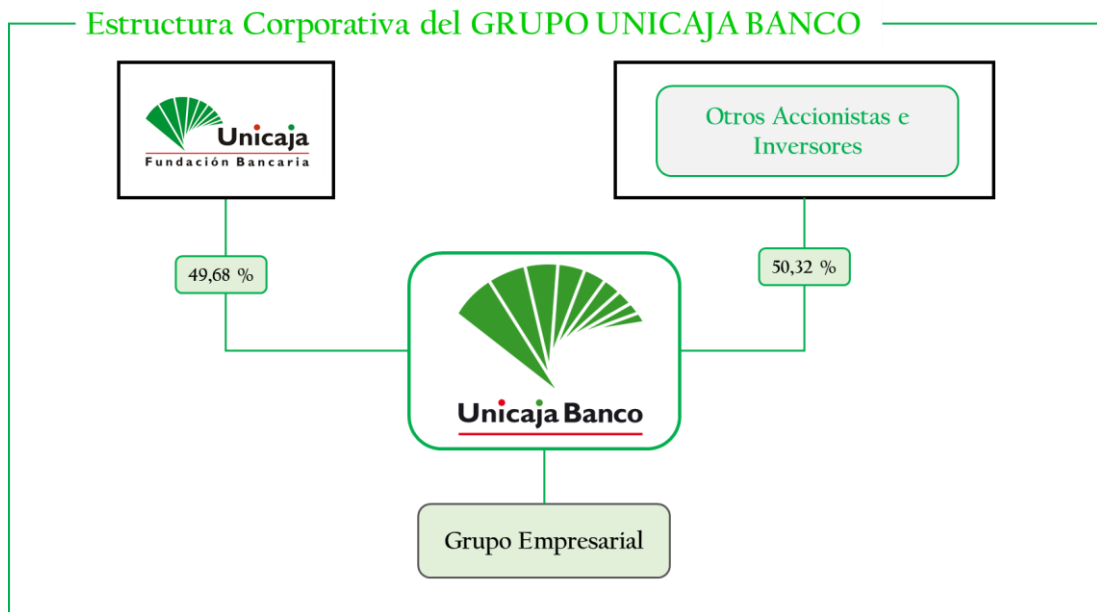 Estructura Corporativa del GRUPO UNICAJA BANCO
Unicaja
Fundación Bancaria
Otros Accionistas e
Inversores
49,68 %
50,32 %
Unicaja Banco
Grupo Empresarial